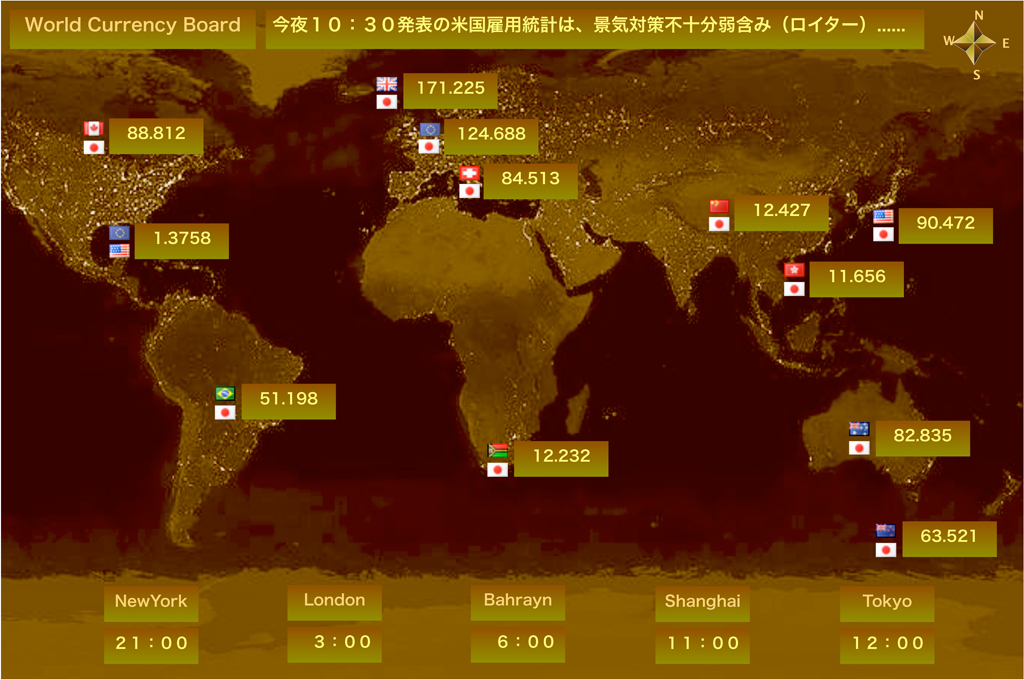 World Currency Board
今夜１０：３０発表の米国雇用統計は、景気対策不十分弱含み（ロイター）......
N
W
E
S
171.225
88.812
124.688
84.513
12.427
90.472
1.3758
11.656
51.198
82.835
12.232
63.521
NewYork
London
Bahrayn
Shanghai
Tokyo
21：00
3：00
6：00
11：00
12：00